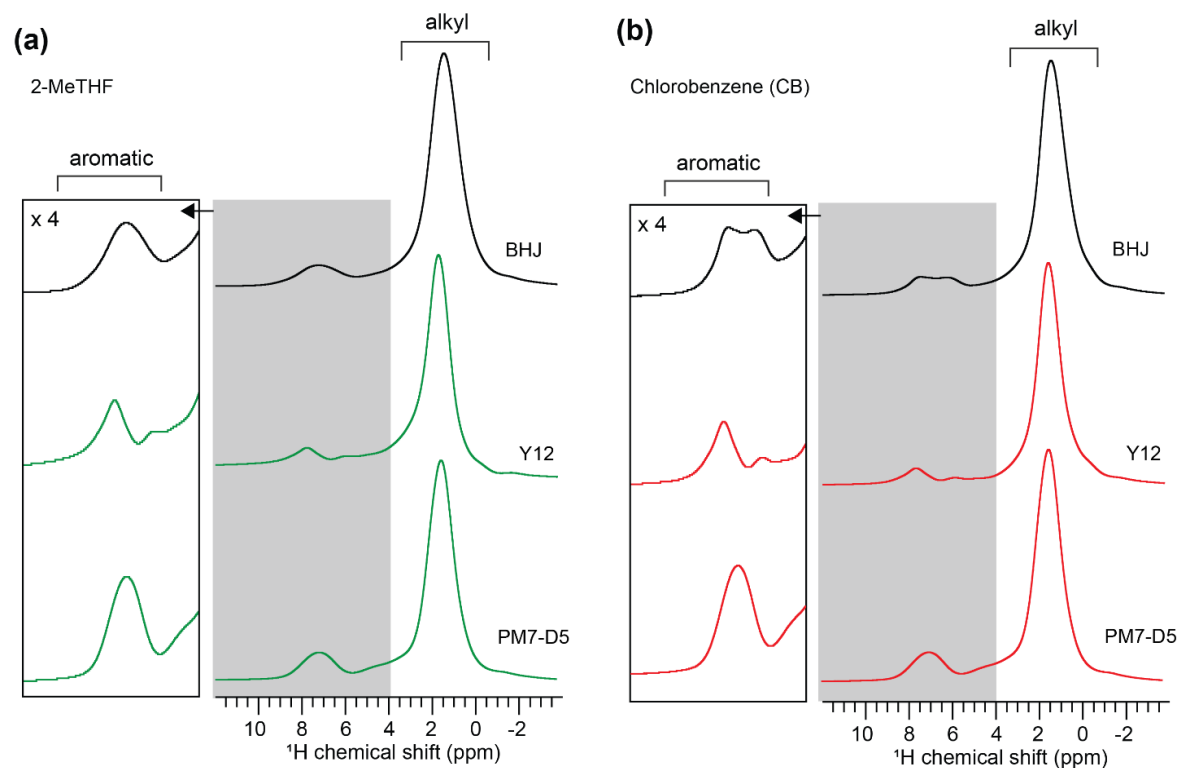 (a)
alkyl
2-MeTHF
aromatic
x 4
BHJ
Y12
PM7-D5
10 8 6 4 2 0 -2
¹H chemical shift (ppm)
(b)
alkyl
Chlorobenzene (CB)
aromatic
x 4
BHJ
Y12
PM7-D5
10 8 6 4 2 0 -2
¹H chemical shift (ppm)